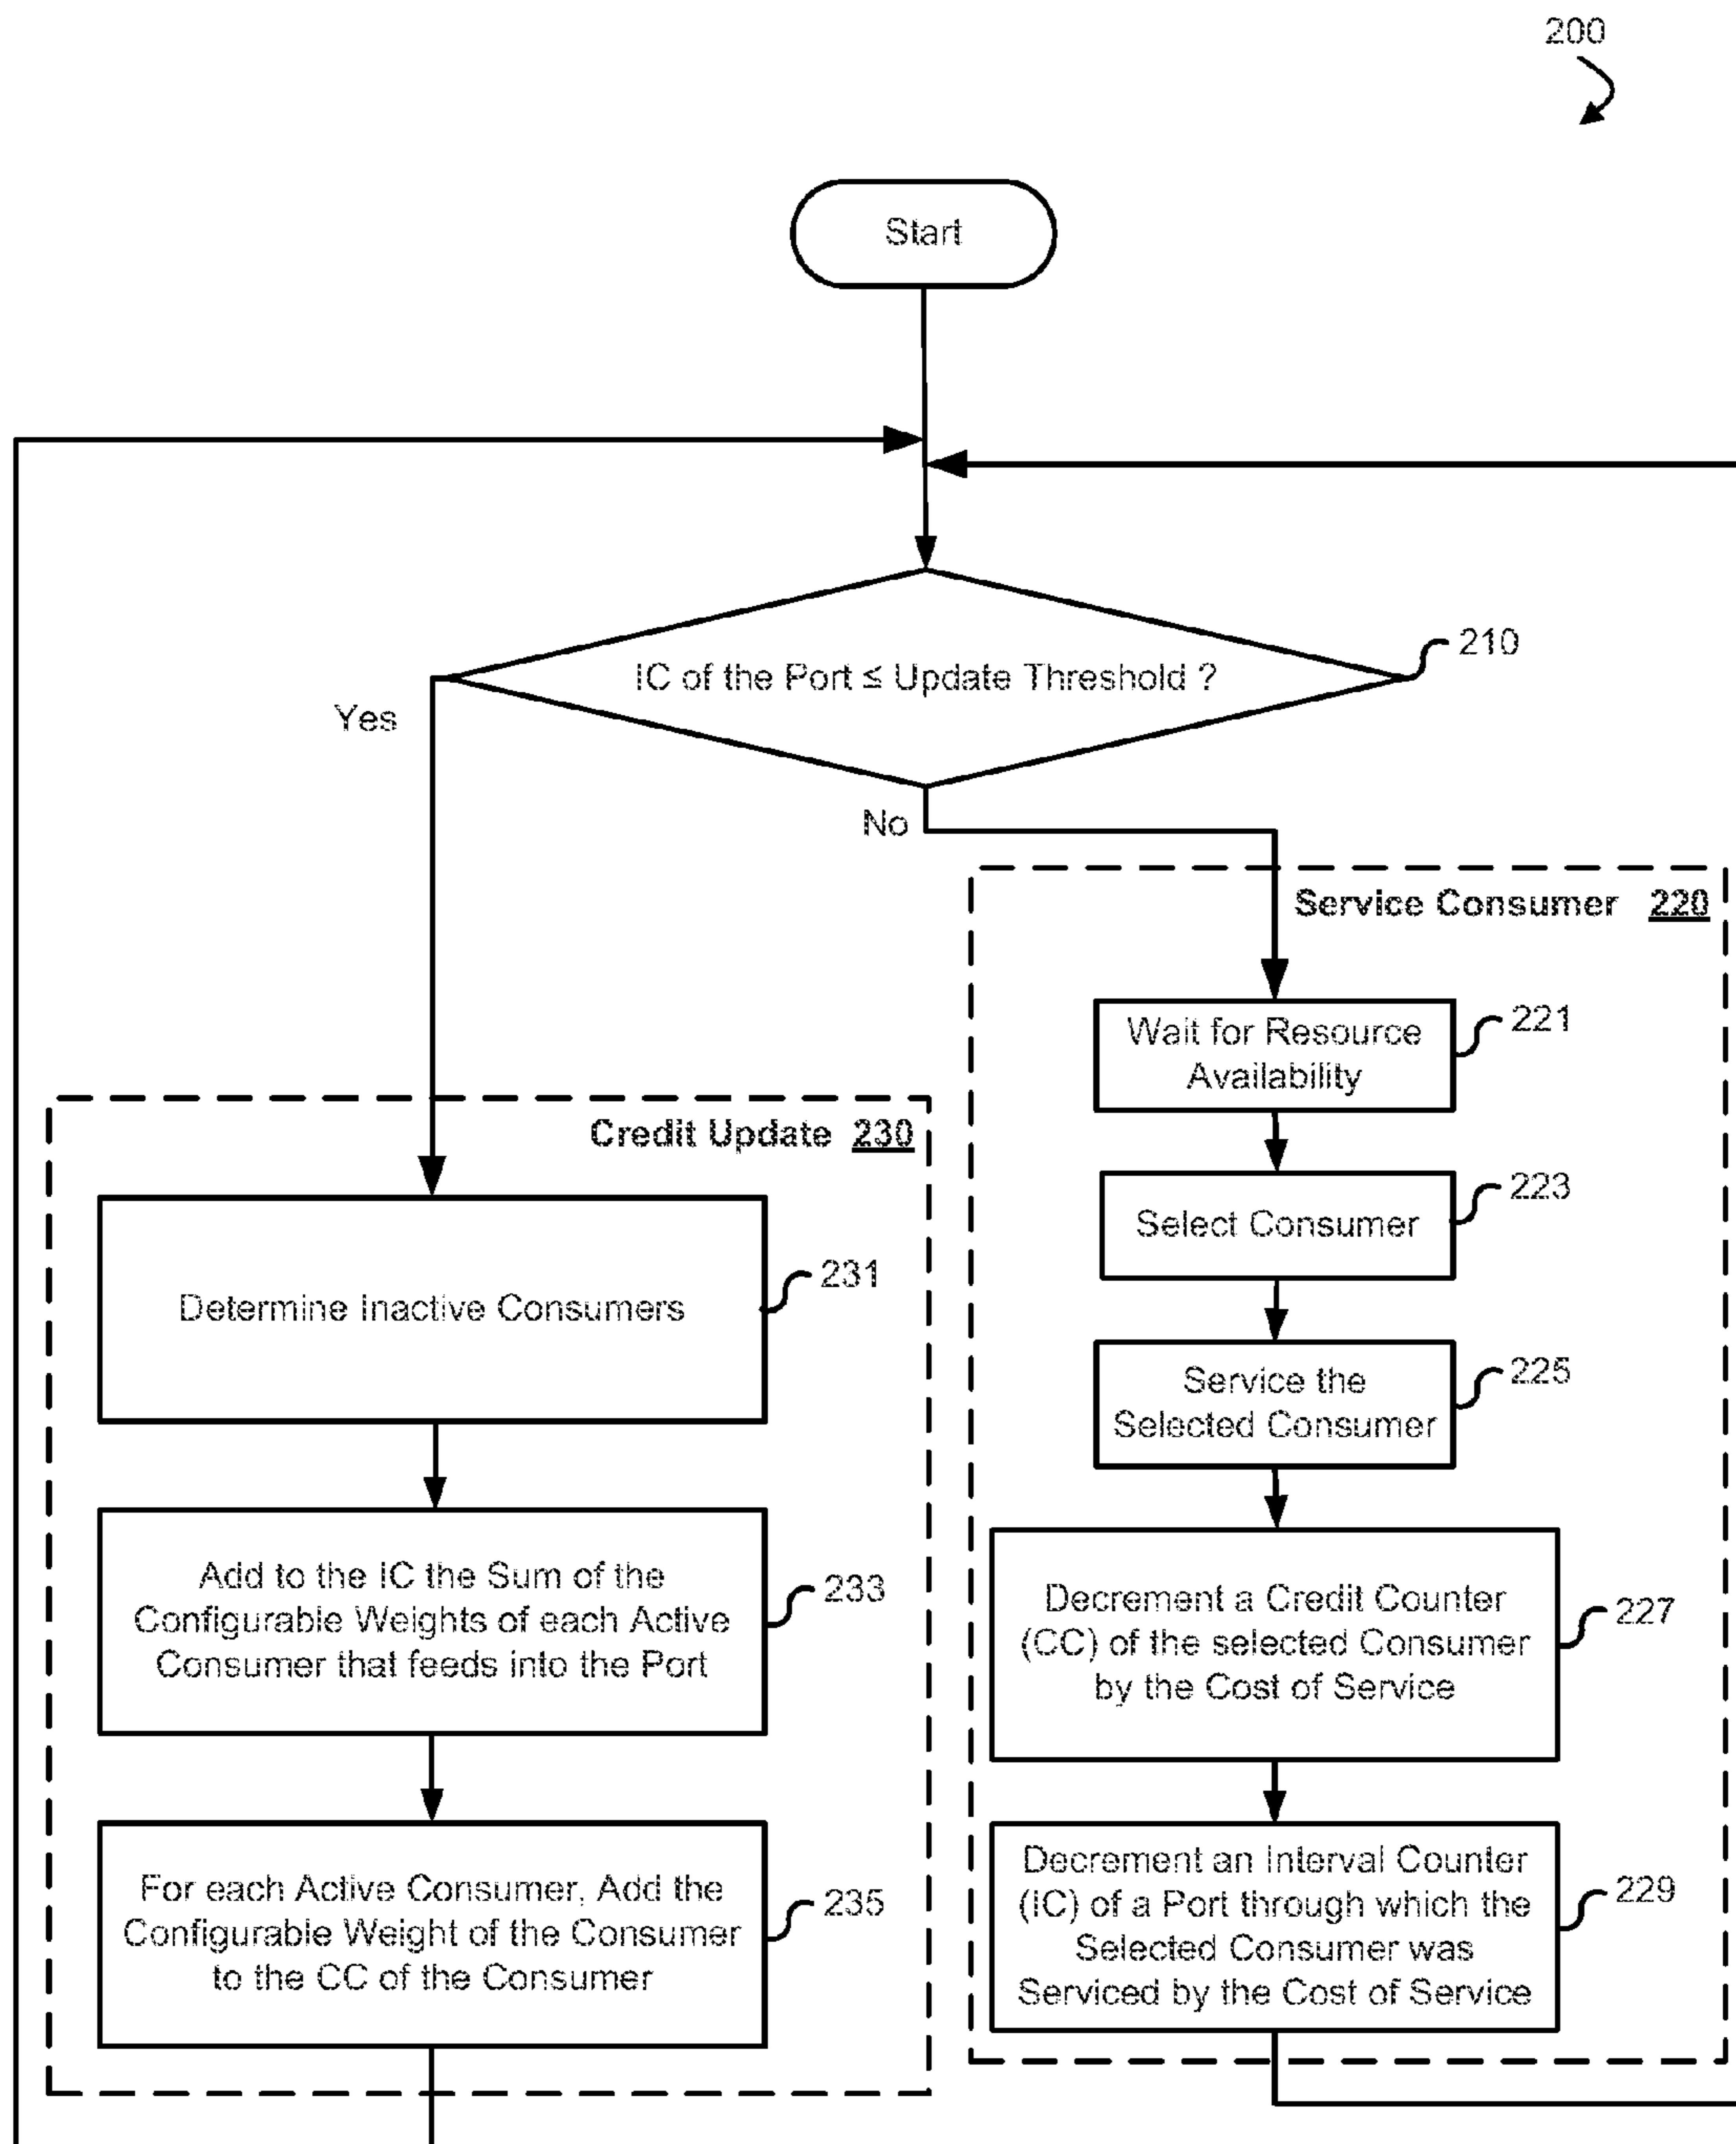 200
Start
IC of the Port ≤ Update Threshold ?
210
Yes
No
Service Consumer 220
Wait for Resource
Availability
221
Select Consumer
223
Service the
Selected Consumer
225
Decrement a Credit Counter
(CC) of the selected Consumer
by the Cost of Service
227
Decrement an Interval Counter
(IC) of a Port through which the
Selected Consumer was
Serviced by the Cost of Service
229
Credit Update 230
Determine Inactive Consumers
231
Add to the IC the Sum of the
Configurable Weights of each Active
Consumer that feeds into the Port
233
For each Active Consumer, Add the
Configurable Weight of the Consumer
to the CC of the Consumer
235